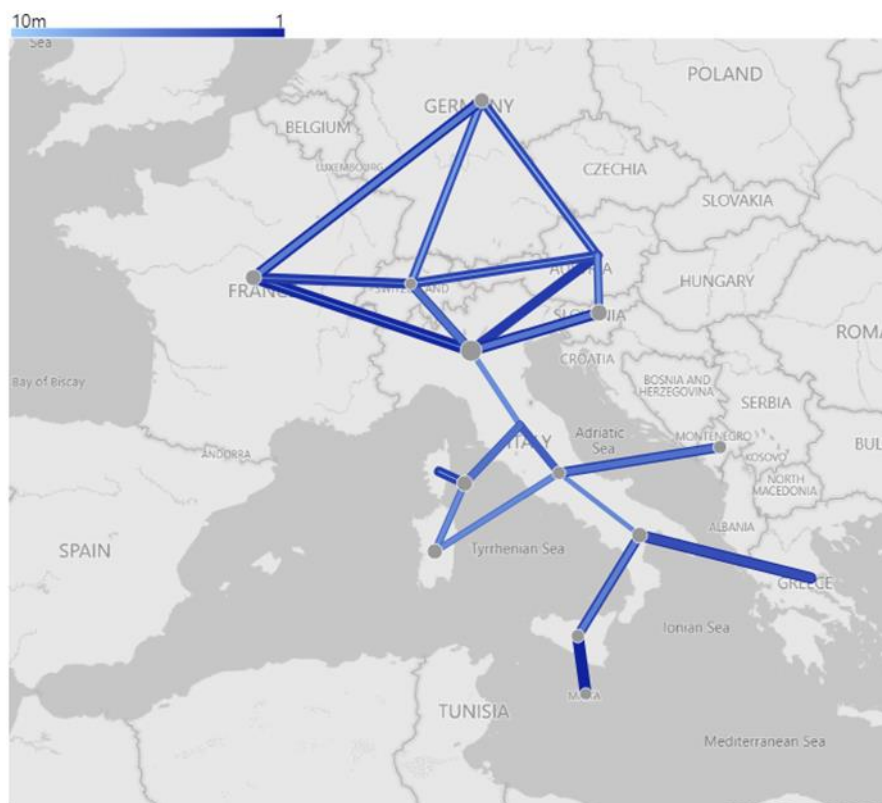 10m 1
Sea
POLAND
GERMANY
BELGIUM
LUXEMBOURG
CZECHIA
SLOVAKIA
AUSTRIA
HUNGARY
FRANC
SWITZERLAND
SLOVENIA
ROMA
CROATIA
BOSNIA AND
HERZEGOVINA
SERBIA
Bay of Biscay
ITALY
Adriatic
Sea
MONTENEGRO
KOSOVO
BUL
ANDORRA
NORTH
MACEDONIA
ALBANIA
SPAIN
Tyrrhenian Sea
GREECE
Ionian Sea
MALTA
TUNISIA
Mediterranean Sea